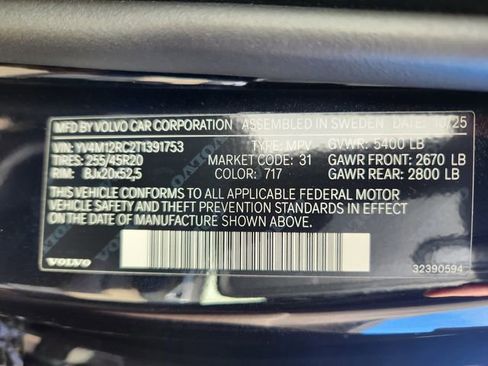 MFD BY VOLVO CAR CORPORATION ASSEMBLED IN SWEDEN DATE: 10/25
VIN: YV4M12RC2T1391753 TYPE: MPV GVWR: 5400 LB
TIRES: 255/45R20 MARKET CODE: 31 GAWR FRONT: 2670 LB
RIM: 8Jx20x52,5 COLOR: 717 GAWR REAR: 2800 LB
THIS VEHICLE CONFORMS TO ALL APPLICABLE FEDERAL MOTOR
VEHICLE SAFETY AND THEFT PREVENTION STANDARDS IN EFFECT
ON THE DATE OF MANUFACTURE SHOWN ABOVE.
VOLVO 32390594